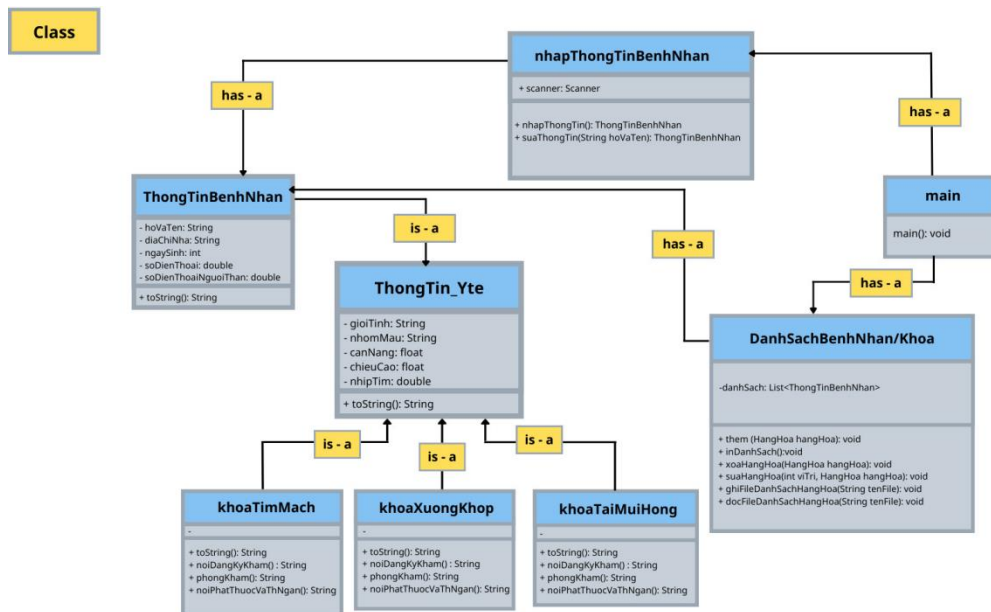 Class
nhapThongTinBenhNhan
+ scanner: Scanner
+ nhapThongTin(): ThongTinBenhNhan
+ suaThongTin(String hoVaTen): ThongTinBenhNhan
has - a
has - a
ThongTinBenhNhan
- hoVaTen: String
- diaChiNha: String
- ngaySinh: int
- soDienThoai: double
- soDienThoaiNguoiThan: double
+ toString(): String
is - a
has - a
main
main(): void
has - a
ThongTin_Yte
- gioiTinh: String
- nhomMau: String
- canNang: float
- chieuCao: float
- nhipTim: double
+ toString(): String
DanhSachBenhNhan/Khoa
-danhSach: List<ThongTinBenhNhan>
+ them (HangHoa hangHoa): void
+ inDanhSach():void
+ xoaHangHoa(HangHoa hangHoa): void
+ suaHangHoa(int viTri, HangHoa hangHoa): void
+ ghiFileDanhSachHangHoa(String tenFile): void
+ docFileDanhSachHangHoa(String tenFile): void
is - a
is - a
is - a
khoaTimMach
-
+ toString(): String
+ noiDangKyKham() : String
+ phongKham(): String
+ noiPhatThuocVaThNgan(): String
khoaXuongKhop
-
+ toString(): String
+ noiDangKyKham() : String
+ phongKham(): String
+ noiPhatThuocVaThNgan(): String
khoaTaiMuiHong
-
+ toString(): String
+ noiDangKyKham() : String
+ phongKham(): String
+ noiPhatThuocVaThNgan(): String